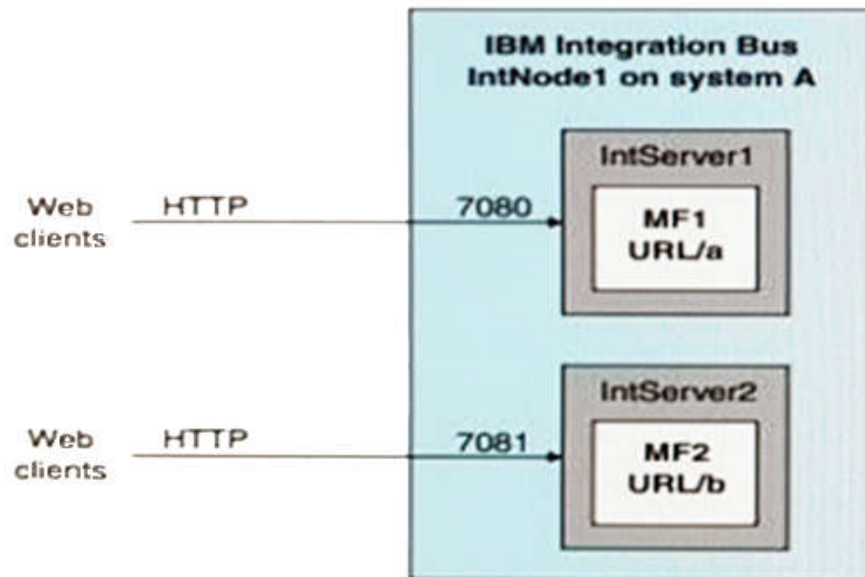 IBM Integration Bus
IntNode1 on system A
IntServer1
Web
clients
HTTP
7080
MF1
URL/a
IntServer2
Web
clients
HTTP
7081
MF2
URL/b